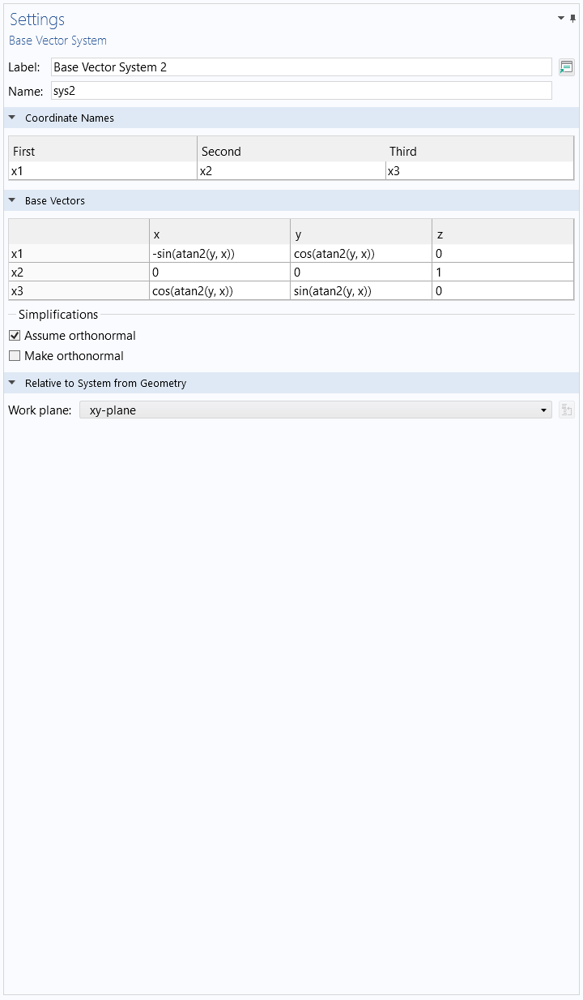 Settings
Base Vector System
Label: Base Vector System 2
Name: sys2
Coordinate Names
First Second Third
x1 x2 x3
Base Vectors
x y z
x1 -sin(atan2(y, x)) cos(atan2(y, x)) 0
x2 0 0 1
x3 cos(atan2(y, x)) sin(atan2(y, x)) 0
Simplifications
Assume orthonormal
Make orthonormal
Relative to System from Geometry
Work plane: xy-plane